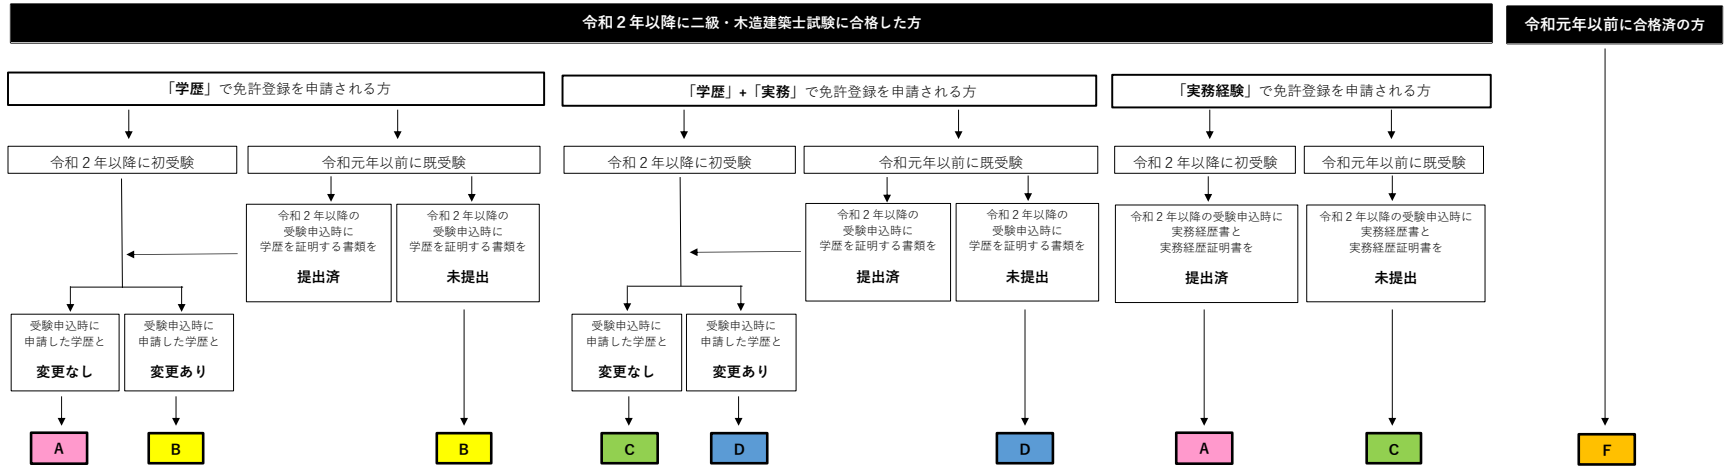 令和２年以降に二級・木造建築士試験に合格した方
令和元年以前に合格済の方
「学歴」で免許登録を申請される方
「学歴」+「実務」で免許登録を申請される方
「実務経験」で免許登録を申請される方
令和２年以降に初受験
令和元年以前に既受験
令和２年以降に初受験
令和元年以前に既受験
令和２年以降に初受験
令和元年以前に既受験
令和２年以降の
受験申込時に
学歴を証明する書類を
提出済
令和２年以降の
受験申込時に
学歴を証明する書類を
未提出
令和２年以降の
受験申込時に
学歴を証明する書類を
提出済
令和２年以降の
受験申込時に
学歴を証明する書類を
未提出
令和２年以降の受験申込時に
実務経歴書と
実務経歴証明書を
提出済
令和２年以降の受験申込時に
実務経歴書と
実務経歴証明書を
未提出
受験申込時に
申請した学歴と
変更なし
受験申込時に
申請した学歴と
変更あり
受験申込時に
申請した学歴と
変更なし
受験申込時に
申請した学歴と
変更あり
A
B
B
C
D
D
A
C
F